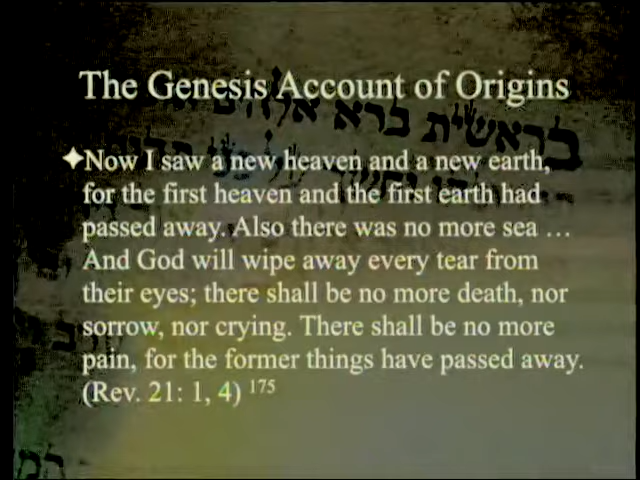 The Genesis Account of Origins
בראשית ברא אלהים
✦Now I saw a new heaven and a new earth,
for the first heaven and the first earth had
passed away. Also there was no more sea …
And God will wipe away every tear from
their eyes; there shall be no more death, nor
sorrow, nor crying. There shall be no more
pain, for the former things have passed away.
(Rev. 21: 1, 4) 175